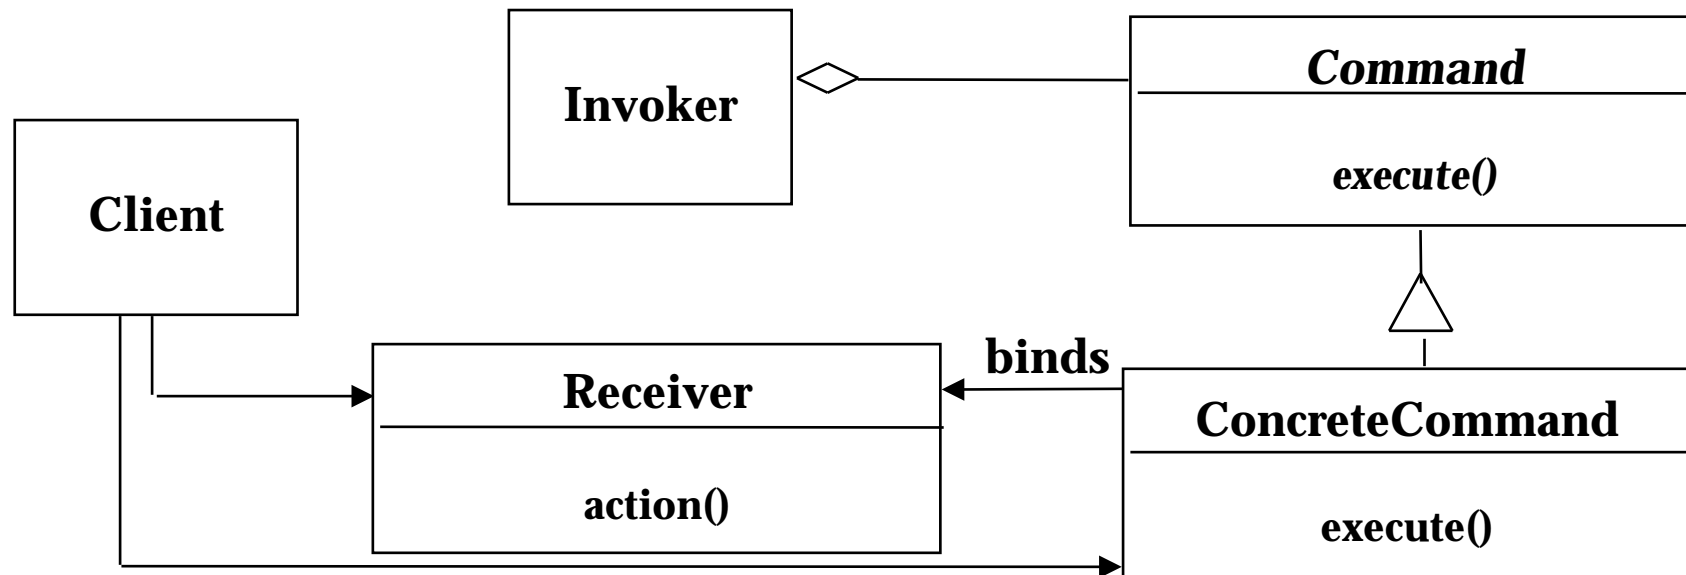 Invoker
Command
execute()
Client
binds
Receiver
action()
ConcreteCommand
execute()